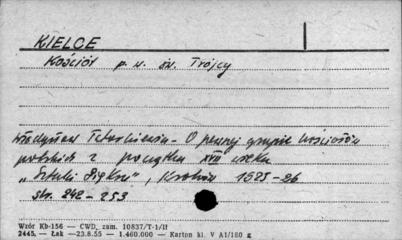 KIELCE
Kościół p. w. św. Trójcy
Władysław Tatarkiewicz - O pewnej grupie kościołów
polskich z początku XVII wieku
„Sztuki Piękne", Kraków 1925-26
str. 242-253
Wzór Kb-156 — CWD, zam. 10837/T-1/II
2445. — Łak —23.8.55 — 1.460.000 — Karton kl. V A1/180 g